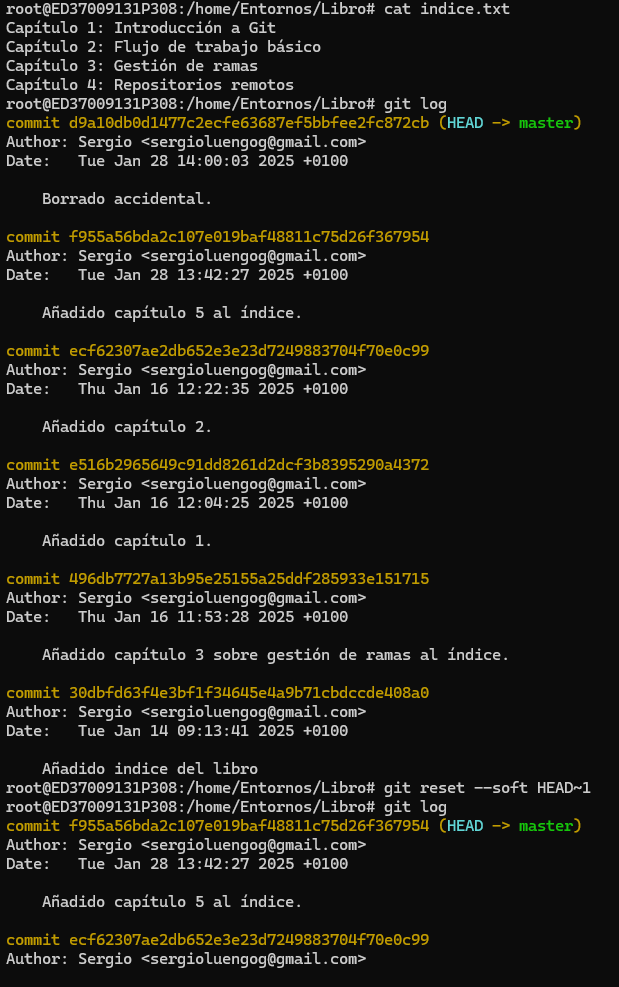 root@ED37009131P308:/home/Entornos/Libro# cat indice.txt
Capítulo 1: Introducción a Git
Capítulo 2: Flujo de trabajo básico
Capítulo 3: Gestión de ramas
Capítulo 4: Repositorios remotos
root@ED37009131P308:/home/Entornos/Libro# git log
commit d9a10db0d1477c2ecfe63687ef5bbfee2fc872cb (HEAD -> master)
Author: Sergio <sergioluengog@gmail.com>
Date:   Tue Jan 28 14:00:03 2025 +0100
    Borrado accidental.
commit f955a56bda2c107e019baf48811c75d26f367954
Author: Sergio <sergioluengog@gmail.com>
Date:   Tue Jan 28 13:42:27 2025 +0100
    Añadido capítulo 5 al índice.
commit ecf62307ae2db652e3e23d7249883704f70e0c99
Author: Sergio <sergioluengog@gmail.com>
Date:   Thu Jan 16 12:22:35 2025 +0100
    Añadido capítulo 2.
commit e516b2965649c91dd8261d2dcf3b8395290a4372
Author: Sergio <sergioluengog@gmail.com>
Date:   Thu Jan 16 12:04:25 2025 +0100
    Añadido capítulo 1.
commit 496db7727a13b95e25155a25ddf285933e151715
Author: Sergio <sergioluengog@gmail.com>
Date:   Thu Jan 16 11:53:28 2025 +0100
    Añadido capítulo 3 sobre gestión de ramas al índice.
commit 30dbfd63f4e3bf1f34645e4a9b71cbdccde408a0
Author: Sergio <sergioluengog@gmail.com>
Date:   Tue Jan 14 09:13:41 2025 +0100
    Añadido indice del libro
root@ED37009131P308:/home/Entornos/Libro# git reset --soft HEAD~1
root@ED37009131P308:/home/Entornos/Libro# git log
commit f955a56bda2c107e019baf48811c75d26f367954 (HEAD -> master)
Author: Sergio <sergioluengog@gmail.com>
Date:   Tue Jan 28 13:42:27 2025 +0100
    Añadido capítulo 5 al índice.
commit ecf62307ae2db652e3e23d7249883704f70e0c99
Author: Sergio <sergioluengog@gmail.com>